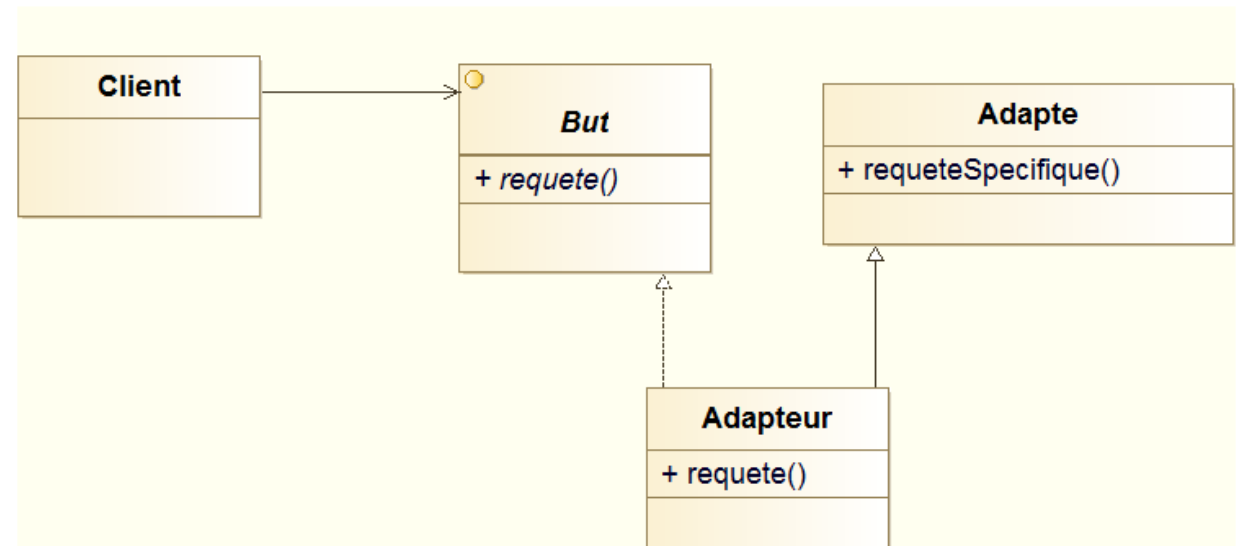 Client
But
+ requete()
Adapte
+ requeteSpecifique()
Adapteur
+ requete()